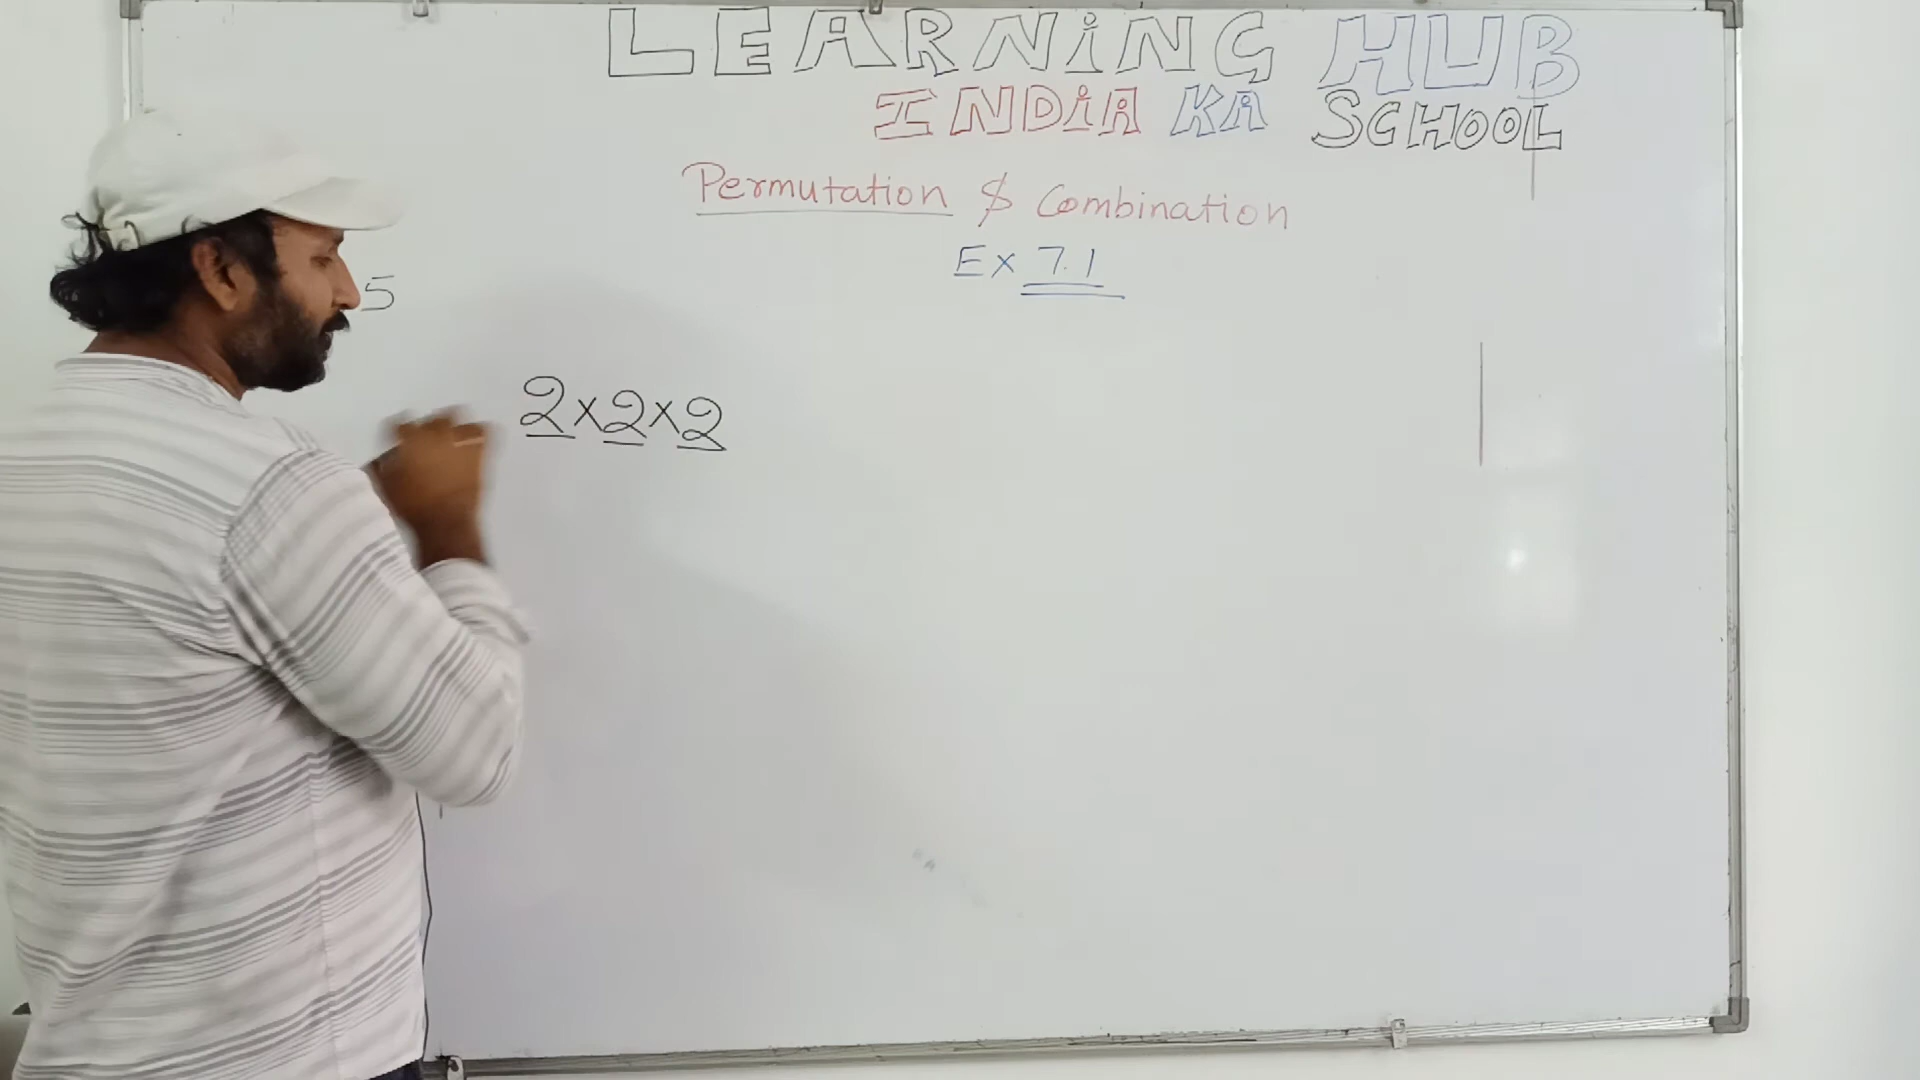 LEARNING HUB
INDIA KA SCHOOL
Permutation $ Combination
Ex 7.1
5
2×2×2